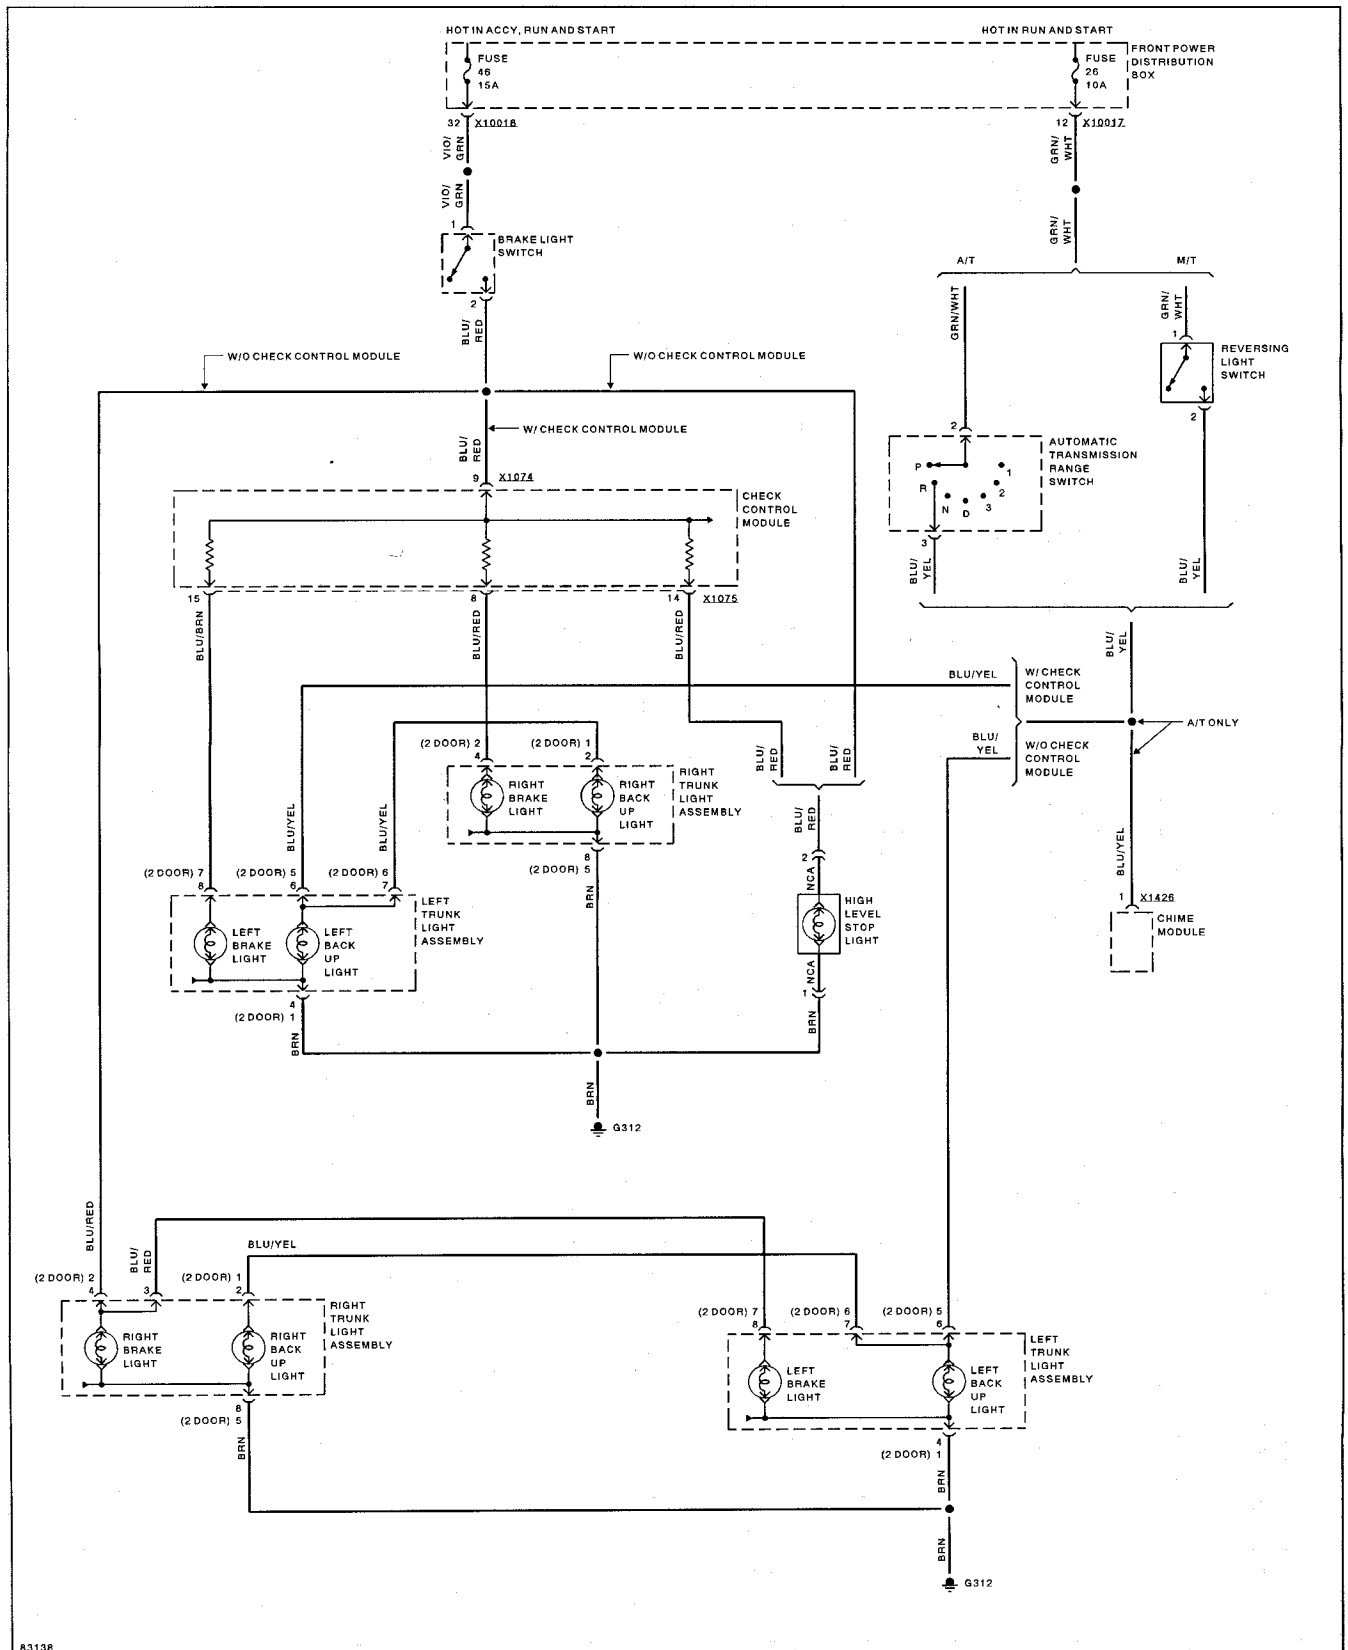 HOT IN ACCY, RUN AND START
HOT IN RUN AND START
FUSE
46
15A
FUSE
26
10A
FRONT POWER
DISTRIBUTION
BOX
32 X10018
12 X10017
VIO/
GRN
GRN/
WHT
VIO/
GRN
GRN/
WHT
1
BRAKE LIGHT
SWITCH
2
BLU/
RED
A/T
M/T
GRN/WHT
GRN/
WHT
1
REVERSING
LIGHT
SWITCH
2
W/O CHECK CONTROL MODULE
W/O CHECK CONTROL MODULE
W/ CHECK CONTROL MODULE
BLU/
RED
9 X1074
CHECK
CONTROL
MODULE
2
AUTOMATIC
TRANSMISSION
RANGE
SWITCH
P
R
N
D
3
2
1
3
BLU/
YEL
BLU/
YEL
15
8
14 X1075
BLU/BRN
BLU/RED
BLU/RED
BLU/
YEL
BLU/YEL
W/ CHECK
CONTROL
MODULE
A/T ONLY
BLU/
YEL
W/O CHECK
CONTROL
MODULE
(2 DOOR) 2
4
(2 DOOR) 1
2
RIGHT
BRAKE
LIGHT
RIGHT
BACK
UP
LIGHT
RIGHT
TRUNK
LIGHT
ASSEMBLY
8
(2 DOOR) 5
BRN
BLU/
RED
BLU/
RED
BLU/
RED
2
NCA
HIGH
LEVEL
STOP
LIGHT
NCA
1
BRN
BLU/YEL
1 X1426
CHIME
MODULE
BLU/YEL
BLU/YEL
(2 DOOR) 7
8
(2 DOOR) 5
6
(2 DOOR) 6
7
LEFT
BRAKE
LIGHT
LEFT
BACK
UP
LIGHT
LEFT
TRUNK
LIGHT
ASSEMBLY
4
(2 DOOR) 1
BRN
BRN
G312
BLU/RED
BLU/
RED
BLU/YEL
(2 DOOR) 2
4
3
(2 DOOR) 1
2
RIGHT
BRAKE
LIGHT
RIGHT
BACK
UP
LIGHT
RIGHT
TRUNK
LIGHT
ASSEMBLY
8
(2 DOOR) 5
BRN
(2 DOOR) 7
8
(2 DOOR) 6
7
(2 DOOR) 5
6
LEFT
BRAKE
LIGHT
LEFT
BACK
UP
LIGHT
LEFT
TRUNK
LIGHT
ASSEMBLY
4
(2 DOOR) 1
BRN
BRN
G312
83138